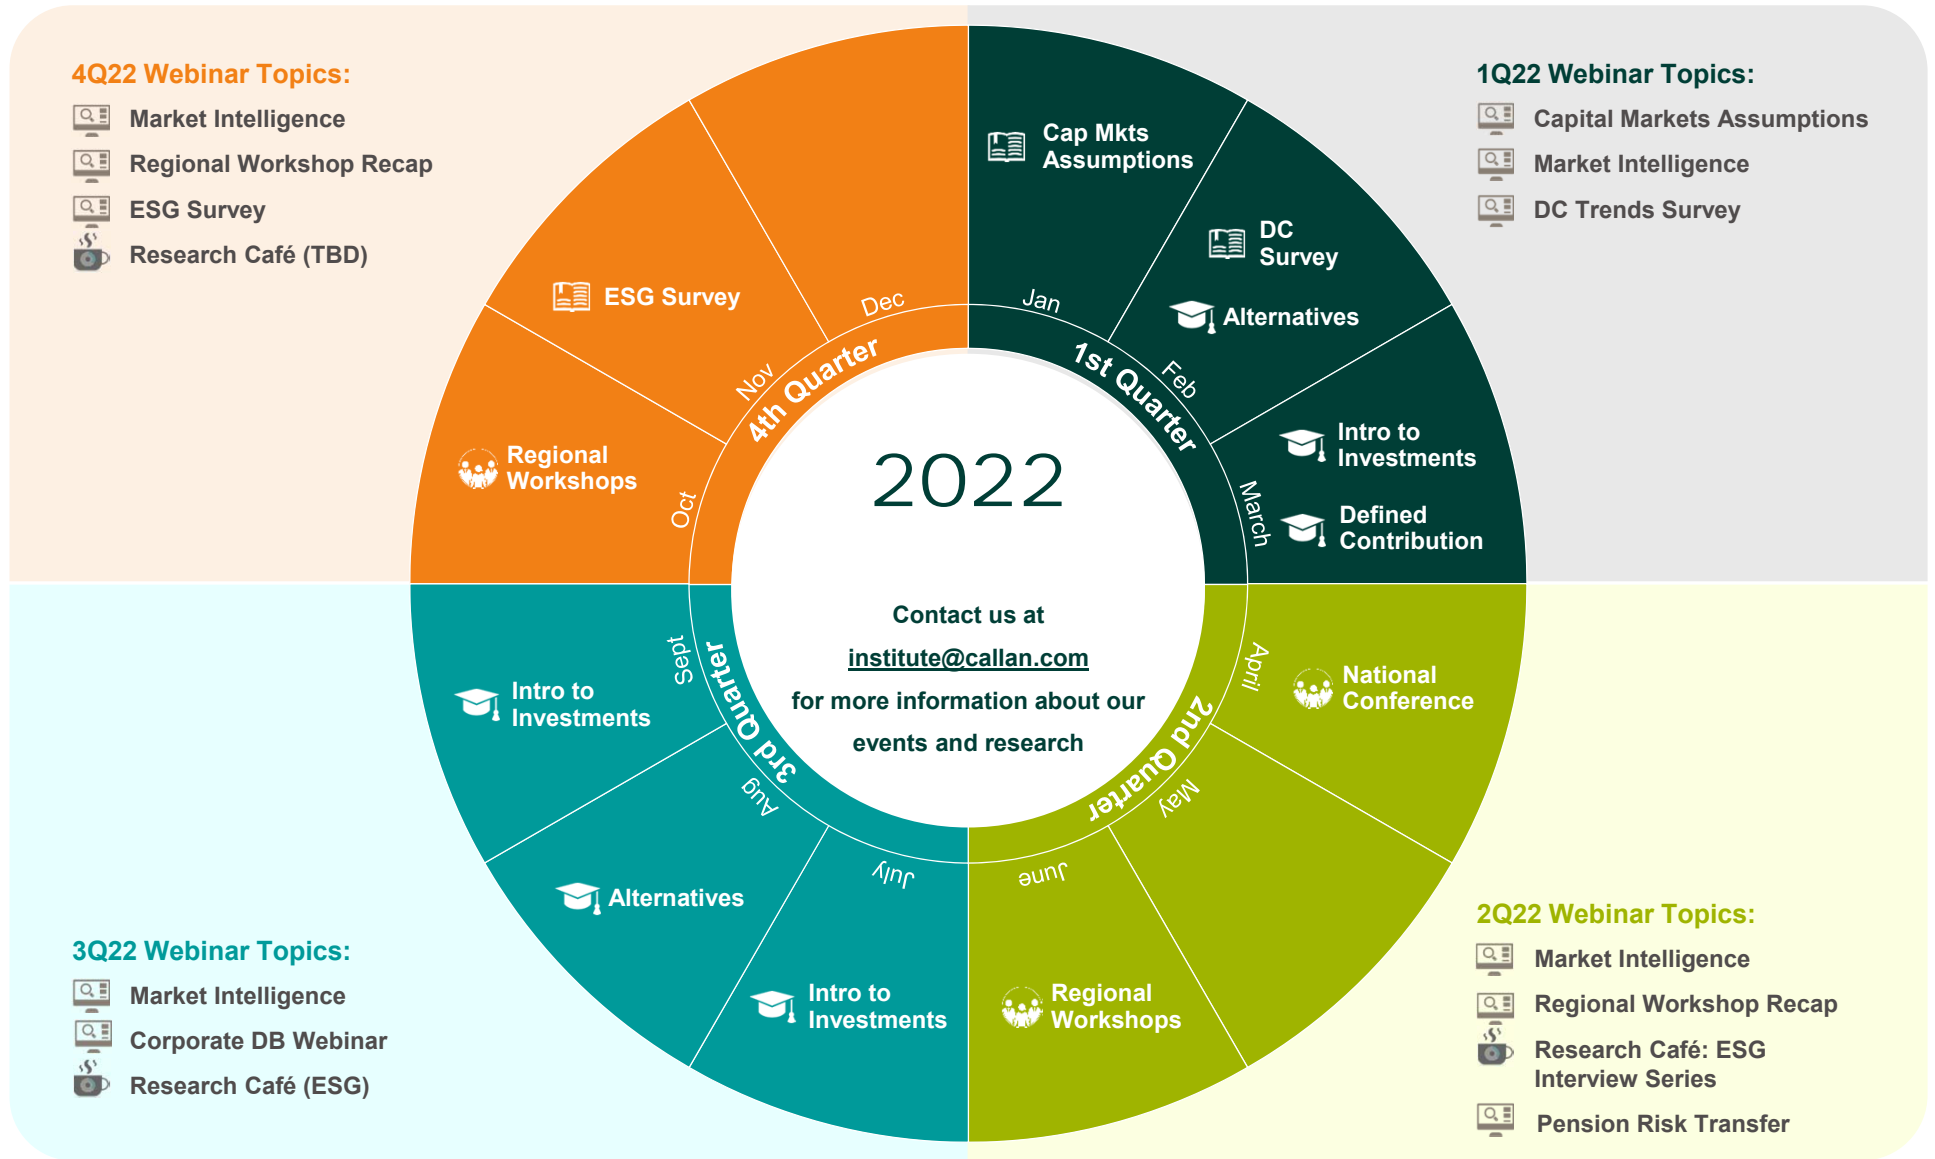 4Q22 Webinar Topics:
Market Intelligence
Regional Workshop Recap
ESG Survey
Research Café (TBD)
1Q22 Webinar Topics:
Capital Markets Assumptions
Market Intelligence
DC Trends Survey
Cap Mkts
Assumptions
Jan
DC
Survey
Alternatives
Feb
Intro to
Investments
Defined
Contribution
March
1st Quarter
National
Conference
April
May
Regional
Workshops
June
2nd Quarter
Intro to
Investments
July
Alternatives
Aug
Intro to
Investments
Sept
3rd Quarter
Regional
Workshops
Oct
ESG Survey
Nov
Dec
4th Quarter
2022
Contact us at
institute@callan.com
for more information about our
events and research
3Q22 Webinar Topics:
Market Intelligence
Corporate DB Webinar
Research Café (ESG)
2Q22 Webinar Topics:
Market Intelligence
Regional Workshop Recap
Research Café: ESG
Interview Series
Pension Risk Transfer